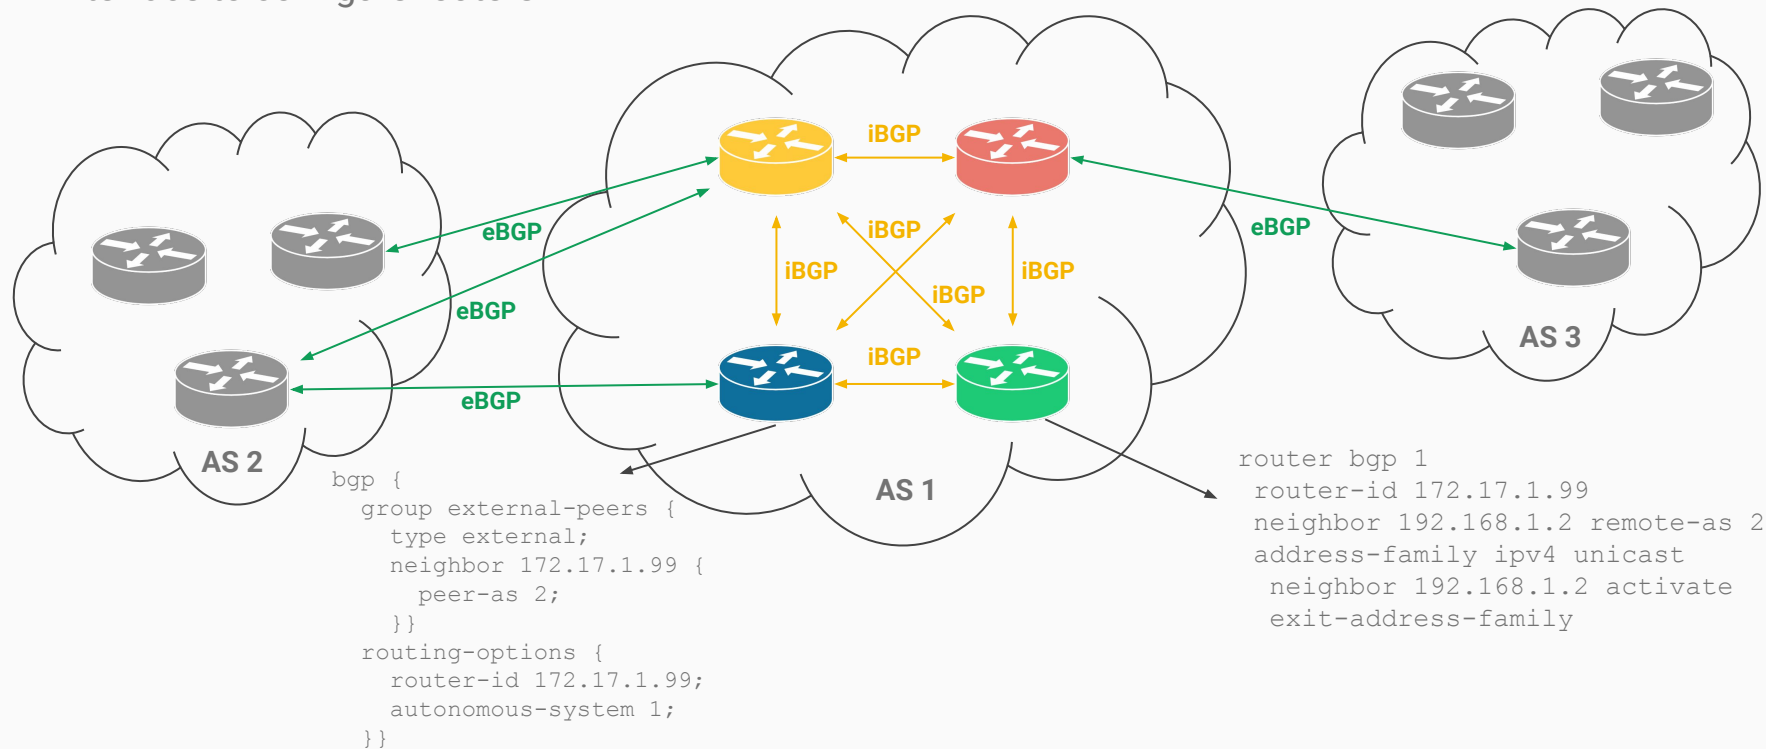 iBGP
eBGP
iBGP
eBGP
iBGP
iBGP
iBGP
eBGP
iBGP
AS 3
eBGP
AS 2
AS 1
bgp {
group external-peers {
type external;
neighbor 172.17.1.99 {
peer-as 2;
}}
routing-options {
router-id 172.17.1.99;
autonomous-system 1;
}}
router bgp 1
router-id 172.17.1.99
neighbor 192.168.1.2 remote-as 2
address-family ipv4 unicast
neighbor 192.168.1.2 activate
exit-address-family